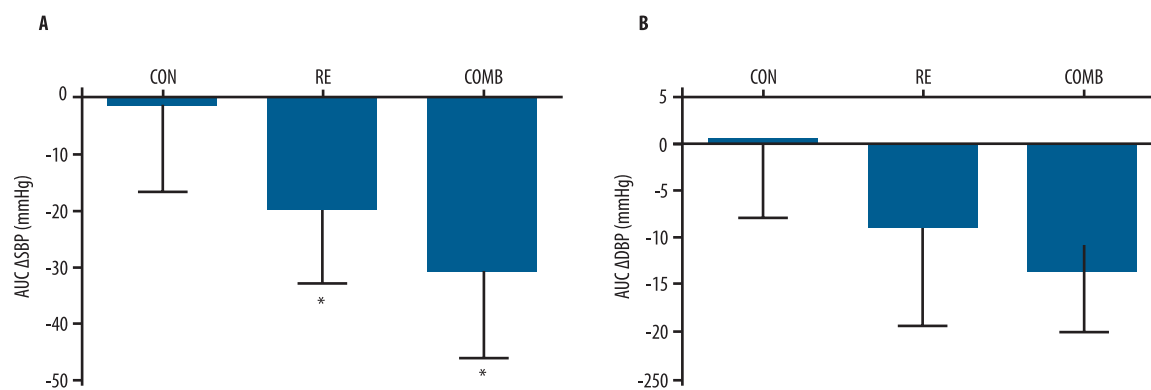 A
CON RE COMB
0
-10
-20
-30
-40
-50
AUC ΔSBP (mmHg)
*
*
B
CON RE COMB
5
0
-5
-10
-15
-20
-250
AUC ΔDBP (mmHg)